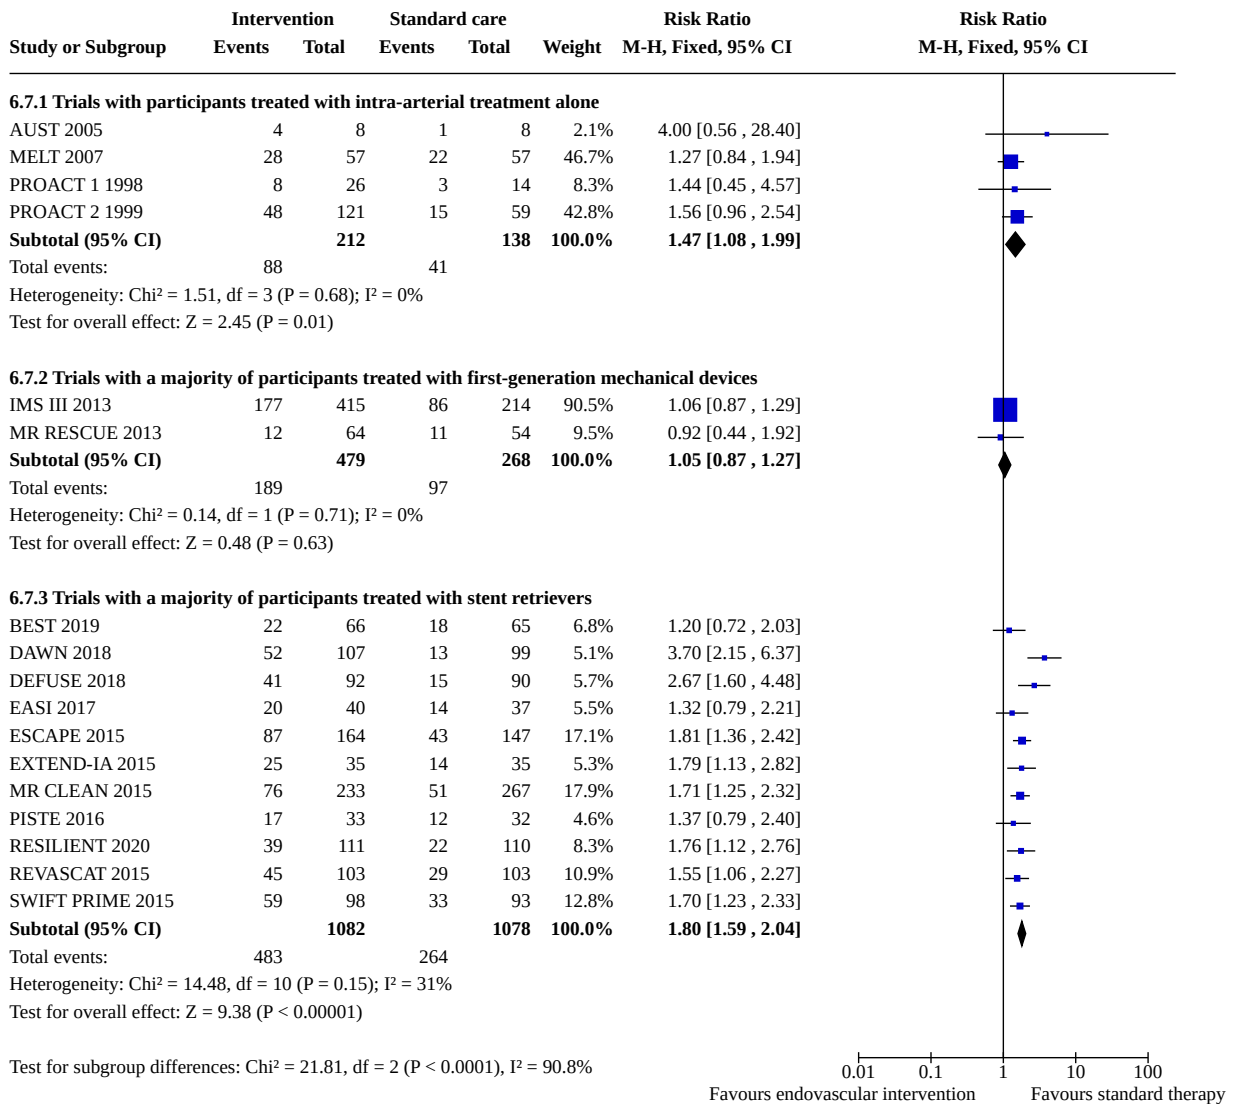 Intervention Standard care Risk Ratio Risk Ratio
Study or Subgroup Events Total Events Total Weight M-H, Fixed, 95% CI M-H, Fixed, 95% CI
6.7.1 Trials with participants treated with intra-arterial treatment alone
AUST 2005 4 8 1 8 2.1% 4.00 [0.56 , 28.40]
MELT 2007 28 57 22 57 46.7% 1.27 [0.84 , 1.94]
PROACT 1 1998 8 26 3 14 8.3% 1.44 [0.45 , 4.57]
PROACT 2 1999 48 121 15 59 42.8% 1.56 [0.96 , 2.54]
Subtotal (95% CI) 212 138 100.0% 1.47 [1.08 , 1.99]
Total events: 88 41
Heterogeneity: Chi² = 1.51, df = 3 (P = 0.68); I² = 0%
Test for overall effect: Z = 2.45 (P = 0.01)
6.7.2 Trials with a majority of participants treated with first-generation mechanical devices
IMS III 2013 177 415 86 214 90.5% 1.06 [0.87 , 1.29]
MR RESCUE 2013 12 64 11 54 9.5% 0.92 [0.44 , 1.92]
Subtotal (95% CI) 479 268 100.0% 1.05 [0.87 , 1.27]
Total events: 189 97
Heterogeneity: Chi² = 0.14, df = 1 (P = 0.71); I² = 0%
Test for overall effect: Z = 0.48 (P = 0.63)
6.7.3 Trials with a majority of participants treated with stent retrievers
BEST 2019 22 66 18 65 6.8% 1.20 [0.72 , 2.03]
DAWN 2018 52 107 13 99 5.1% 3.70 [2.15 , 6.37]
DEFUSE 2018 41 92 15 90 5.7% 2.67 [1.60 , 4.48]
EASI 2017 20 40 14 37 5.5% 1.32 [0.79 , 2.21]
ESCAPE 2015 87 164 43 147 17.1% 1.81 [1.36 , 2.42]
EXTEND-IA 2015 25 35 14 35 5.3% 1.79 [1.13 , 2.82]
MR CLEAN 2015 76 233 51 267 17.9% 1.71 [1.25 , 2.32]
PISTE 2016 17 33 12 32 4.6% 1.37 [0.79 , 2.40]
RESILIENT 2020 39 111 22 110 8.3% 1.76 [1.12 , 2.76]
REVASCAT 2015 45 103 29 103 10.9% 1.55 [1.06 , 2.27]
SWIFT PRIME 2015 59 98 33 93 12.8% 1.70 [1.23 , 2.33]
Subtotal (95% CI) 1082 1078 100.0% 1.80 [1.59 , 2.04]
Total events: 483 264
Heterogeneity: Chi² = 14.48, df = 10 (P = 0.15); I² = 31%
Test for overall effect: Z = 9.38 (P < 0.00001)
Test for subgroup differences: Chi² = 21.81, df = 2 (P < 0.0001), I² = 90.8%
0.01 0.1 1 10 100
Favours endovascular intervention Favours standard therapy